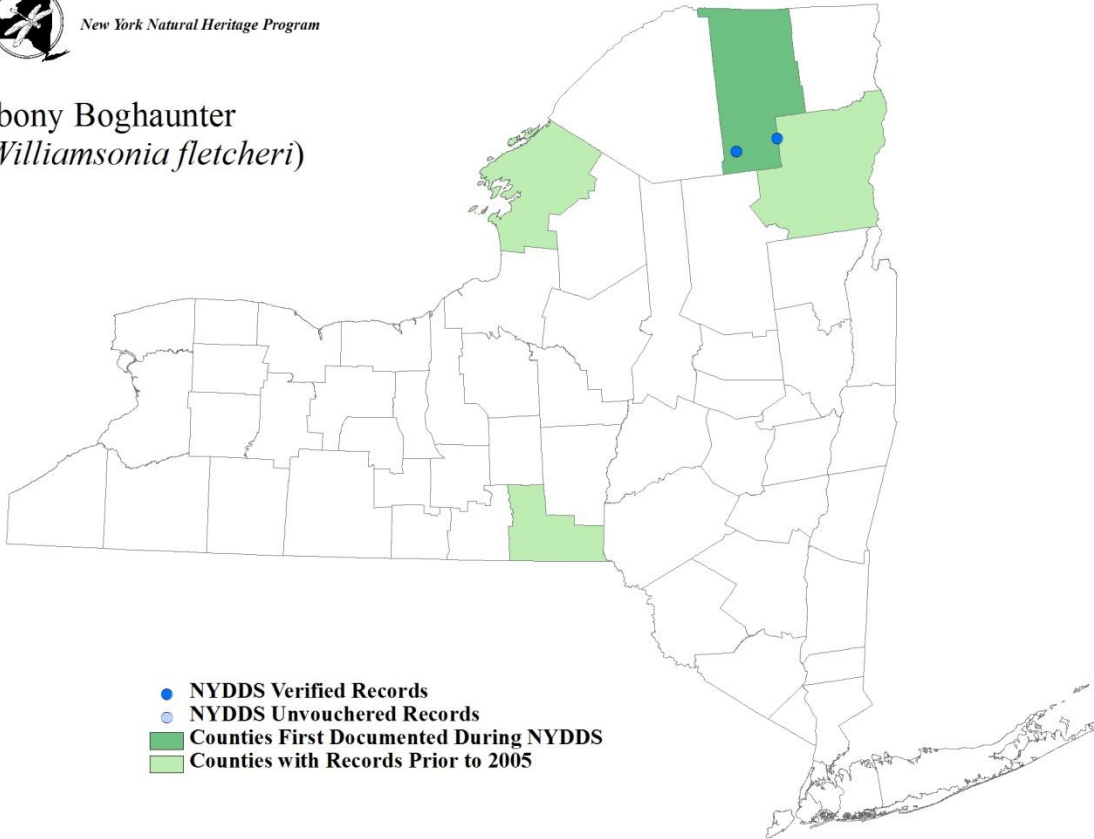 New York Natural Heritage Program
bony Boghaunter
Williamsonia fletcheri)
NYDDS Verified Records
NYDDS Unvouchered Records
Counties First Documented During NYDDS
Counties with Records Prior to 2005